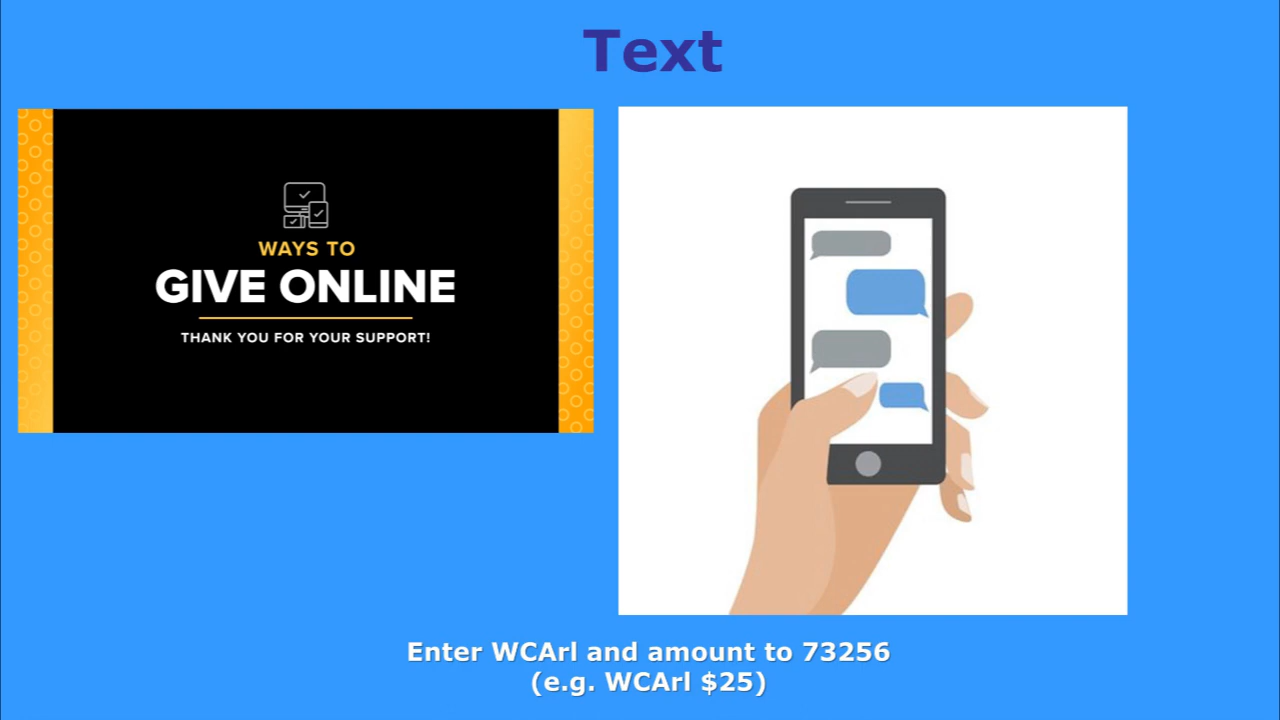 Text
WAYS TO
GIVE ONLINE
THANK YOU FOR YOUR SUPPORT!
Enter WCArl and amount to 73256
(e.g. WCArl $25)